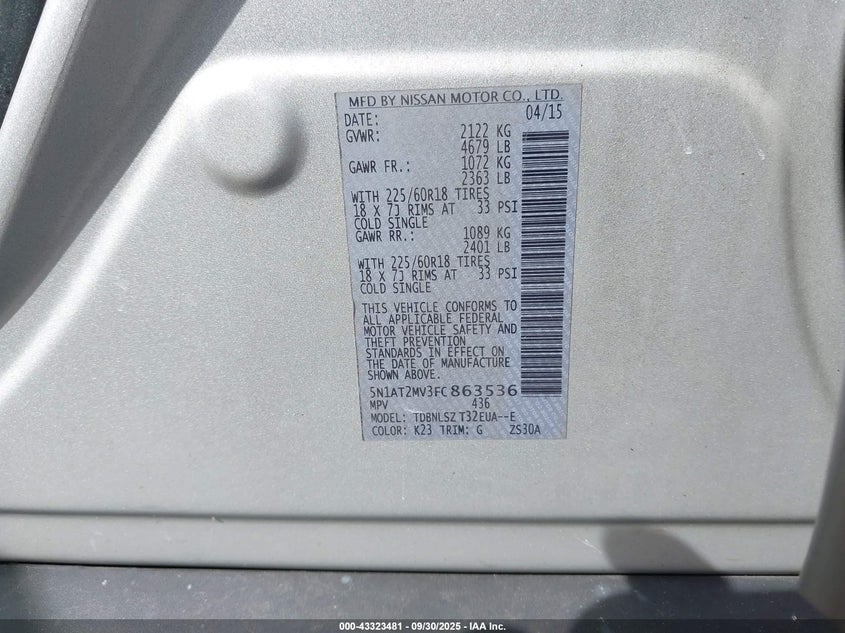 MFD BY NISSAN MOTOR CO., LTD.
DATE: 04/15
GVWR: 2122 KG
4679 LB
GAWR FR.: 1072 KG
2363 LB
WITH 225/60R18 TIRES
18 X 7J RIMS AT 33 PSI
COLD SINGLE
GAWR RR.: 1089 KG
2401 LB
WITH 225/60R18 TIRES
18 X 7J RIMS AT 33 PSI
COLD SINGLE
THIS VEHICLE CONFORMS TO
ALL APPLICABLE FEDERAL
MOTOR VEHICLE SAFETY AND
THEFT PREVENTION
STANDARDS IN EFFECT ON
THE DATE OF MANUFACTURE
SHOWN ABOVE.
5N1AT2MV3FC863536
MPV 436
MODEL: TDBNLSZ T32EUA--E
COLOR: K23 TRIM: G ZS30A
000-43323481 - 09/30/2025 - IAA Inc.